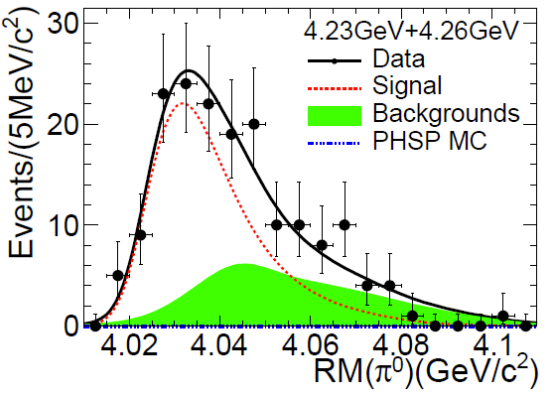 4.23GeV+4.26GeV
Data
Signal
Backgrounds
PHSP MC
Events/(5MeV/c²)
30
20
10
0
4.02 4.04 4.06 4.08 4.1
RM(π⁰)(GeV/c²)